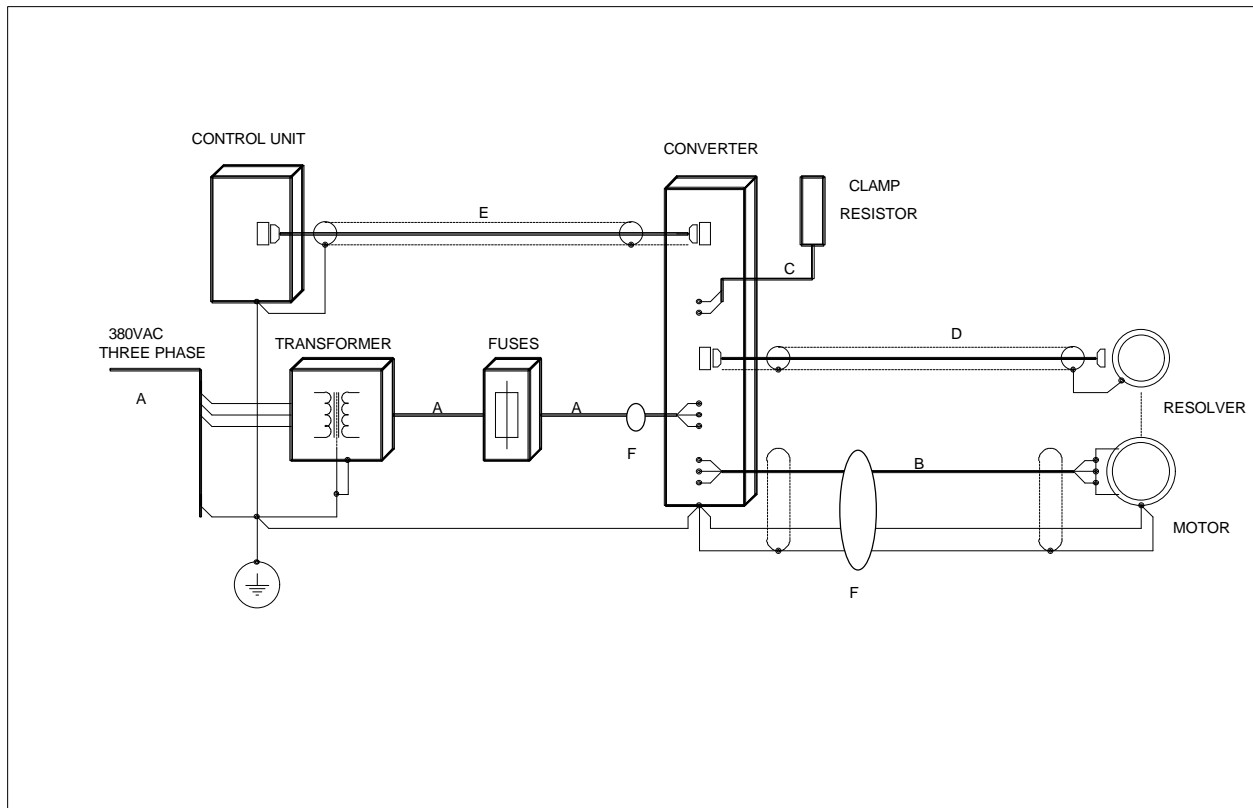 CONTROL UNIT
CONVERTER
CLAMP
RESISTOR
E
C
380VAC
THREE PHASE
A
TRANSFORMER
FUSES
A
A
F
D
RESOLVER
B
MOTOR
F